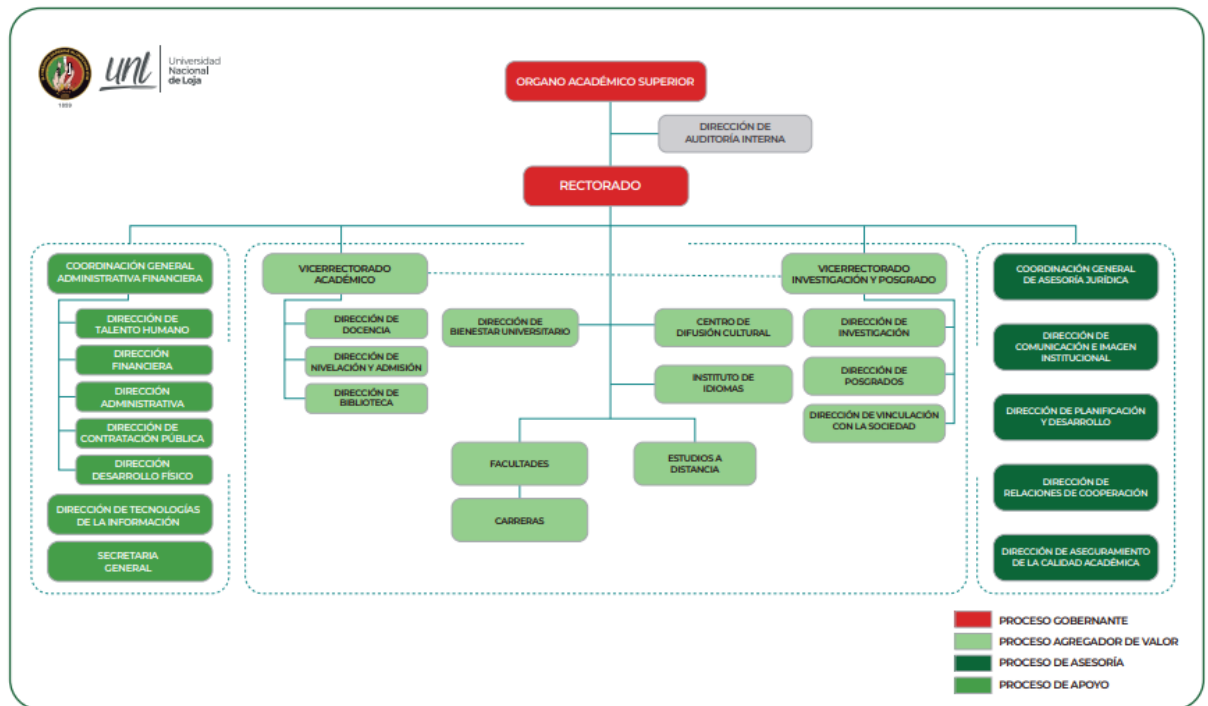 unl
Universidad
Nacional
de Loja
1859
ORGANO ACADÉMICO SUPERIOR
DIRECCIÓN DE
AUDITORÍA INTERNA
RECTORADO
COORDINACIÓN GENERAL
ADMINISTRATIVA FINANCIERA
DIRECCIÓN DE
TALENTO HUMANO
DIRECCIÓN
FINANCIERA
DIRECCIÓN
ADMINISTRATIVA
DIRECCIÓN DE
CONTRATACIÓN PÚBLICA
DIRECCIÓN
DESARROLLO FÍSICO
DIRECCIÓN DE TECNOLOGÍAS
DE LA INFORMACIÓN
SECRETARIA
GENERAL
VICERRECTORADO
ACADÉMICO
DIRECCIÓN DE
DOCENCIA
DIRECCIÓN DE
NIVELACIÓN Y ADMISIÓN
DIRECCIÓN DE
BIBLIOTECA
DIRECCIÓN DE
BIENESTAR UNIVERSITARIO
CENTRO DE
DIFUSIÓN CULTURAL
INSTITUTO DE
IDIOMAS
FACULTADES
CARRERAS
ESTUDIOS A
DISTANCIA
VICERRECTORADO
INVESTIGACIÓN Y POSGRADO
DIRECCIÓN DE
INVESTIGACIÓN
DIRECCIÓN DE
POSGRADOS
DIRECCIÓN DE VINCULACIÓN
CON LA SOCIEDAD
COORDINACIÓN GENERAL
DE ASESORÍA JURÍDICA
DIRECCIÓN DE
COMUNICACIÓN E IMAGEN
INSTITUCIONAL
DIRECCIÓN DE PLANIFICACIÓN
Y DESARROLLO
DIRECCIÓN DE
RELACIONES DE COOPERACIÓN
DIRECCIÓN DE ASEGURAMIENTO
DE LA CALIDAD ACADÉMICA
PROCESO GOBERNANTE
PROCESO AGREGADOR DE VALOR
PROCESO DE ASESORÍA
PROCESO DE APOYO